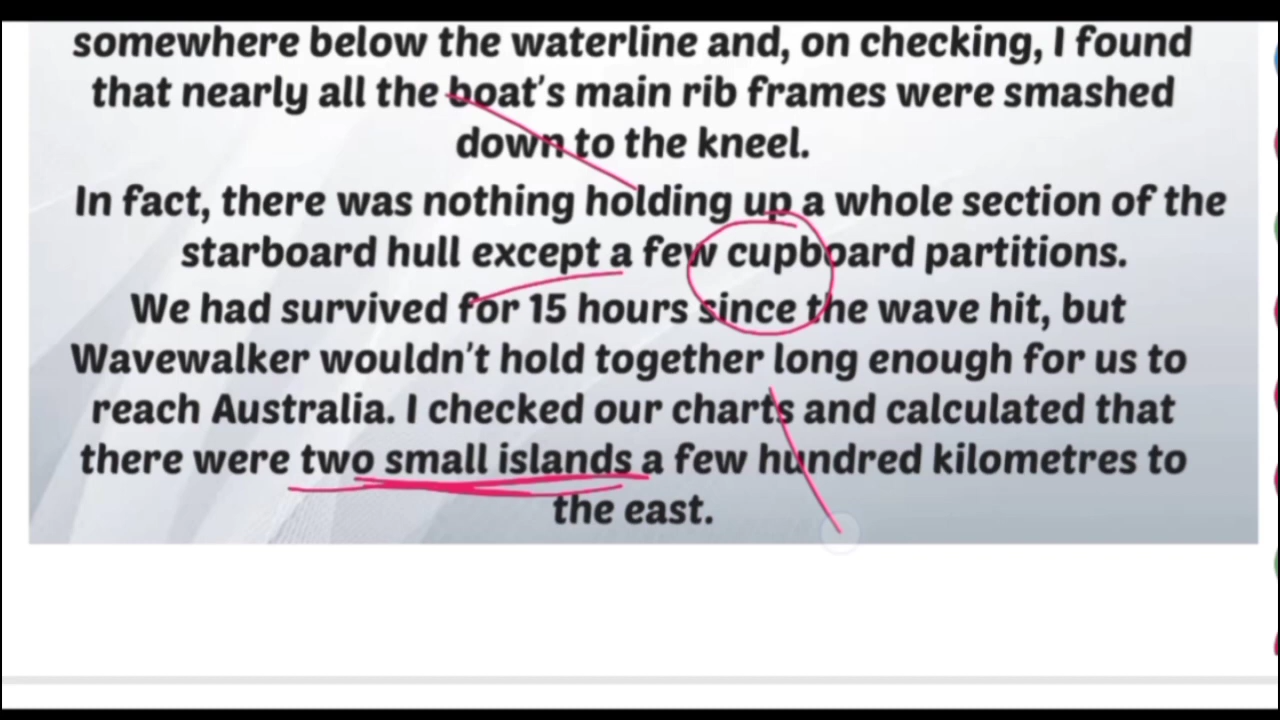 somewhere below the waterline and, on checking, I found
that nearly all the boat's main rib frames were smashed
down to the kneel.
In fact, there was nothing holding up a whole section of the
starboard hull except a few cupboard partitions.
We had survived for 15 hours since the wave hit, but
Wavewalker wouldn't hold together long enough for us to
reach Australia. I checked our charts and calculated that
there were two small islands a few hundred kilometres to
the east.